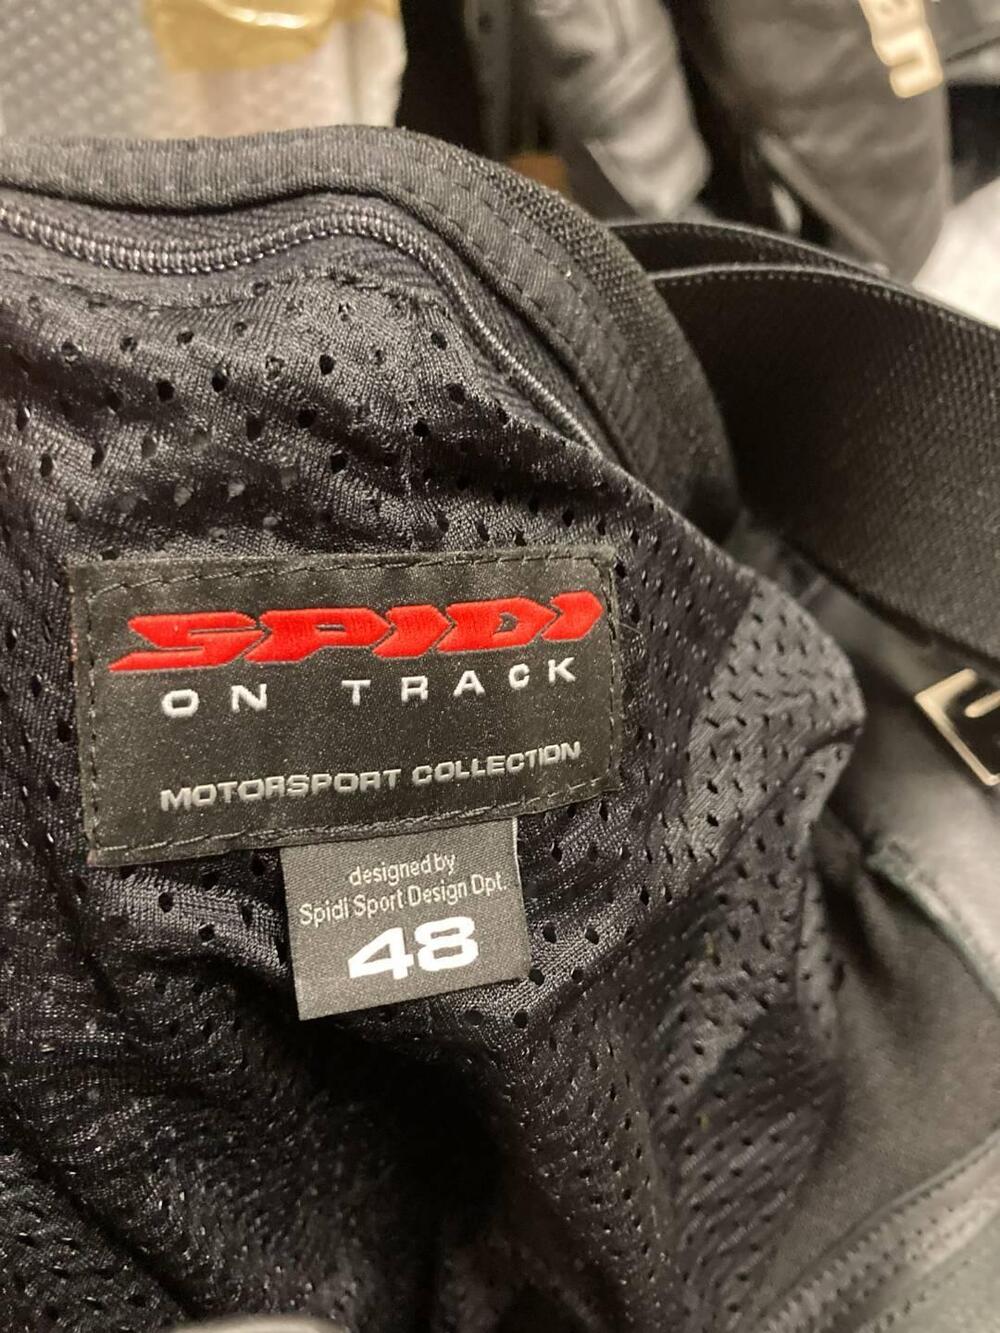 SPIDI
ON TRACK
MOTORSPORT COLLECTION
designed by
Spidi Sport Design Dpt.
48